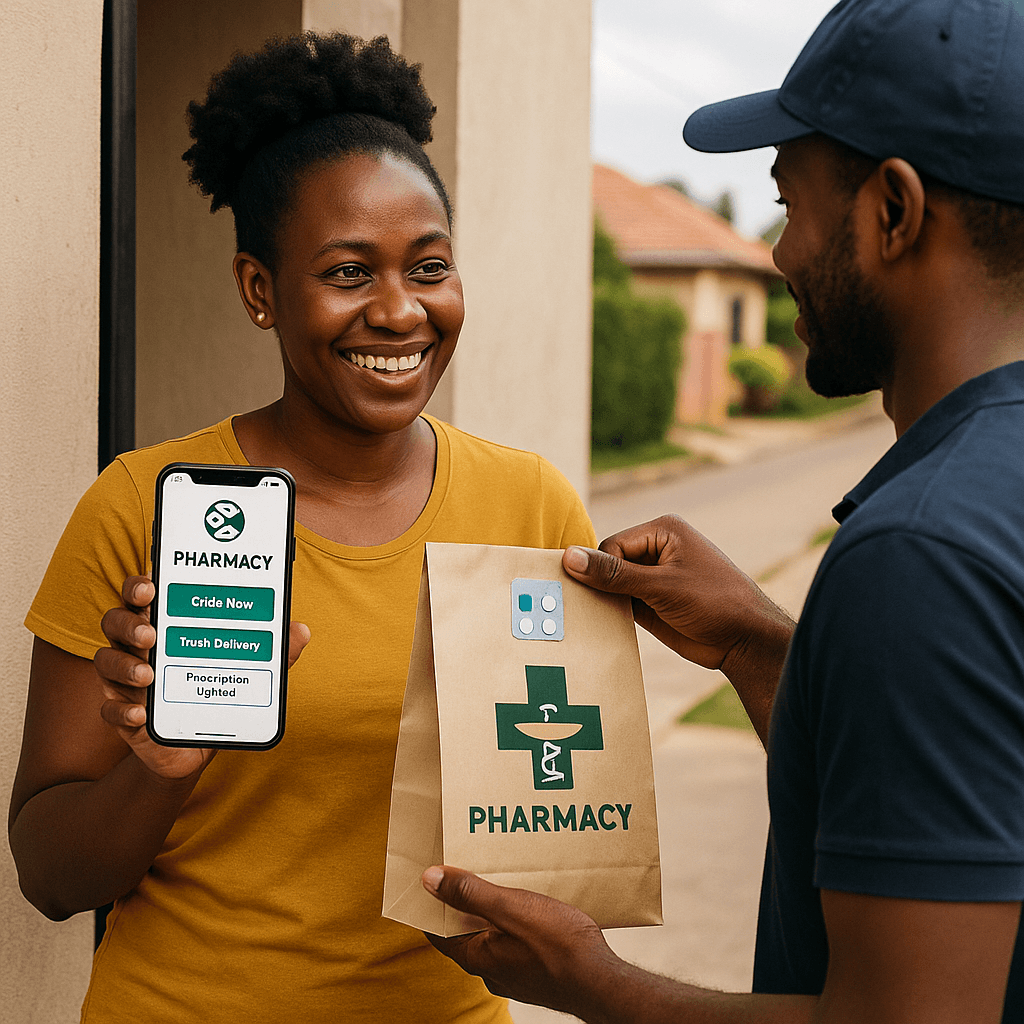 PHARMACY
Cride Now
Trush Delivery
Pnocription
Ughted
PHARMACY